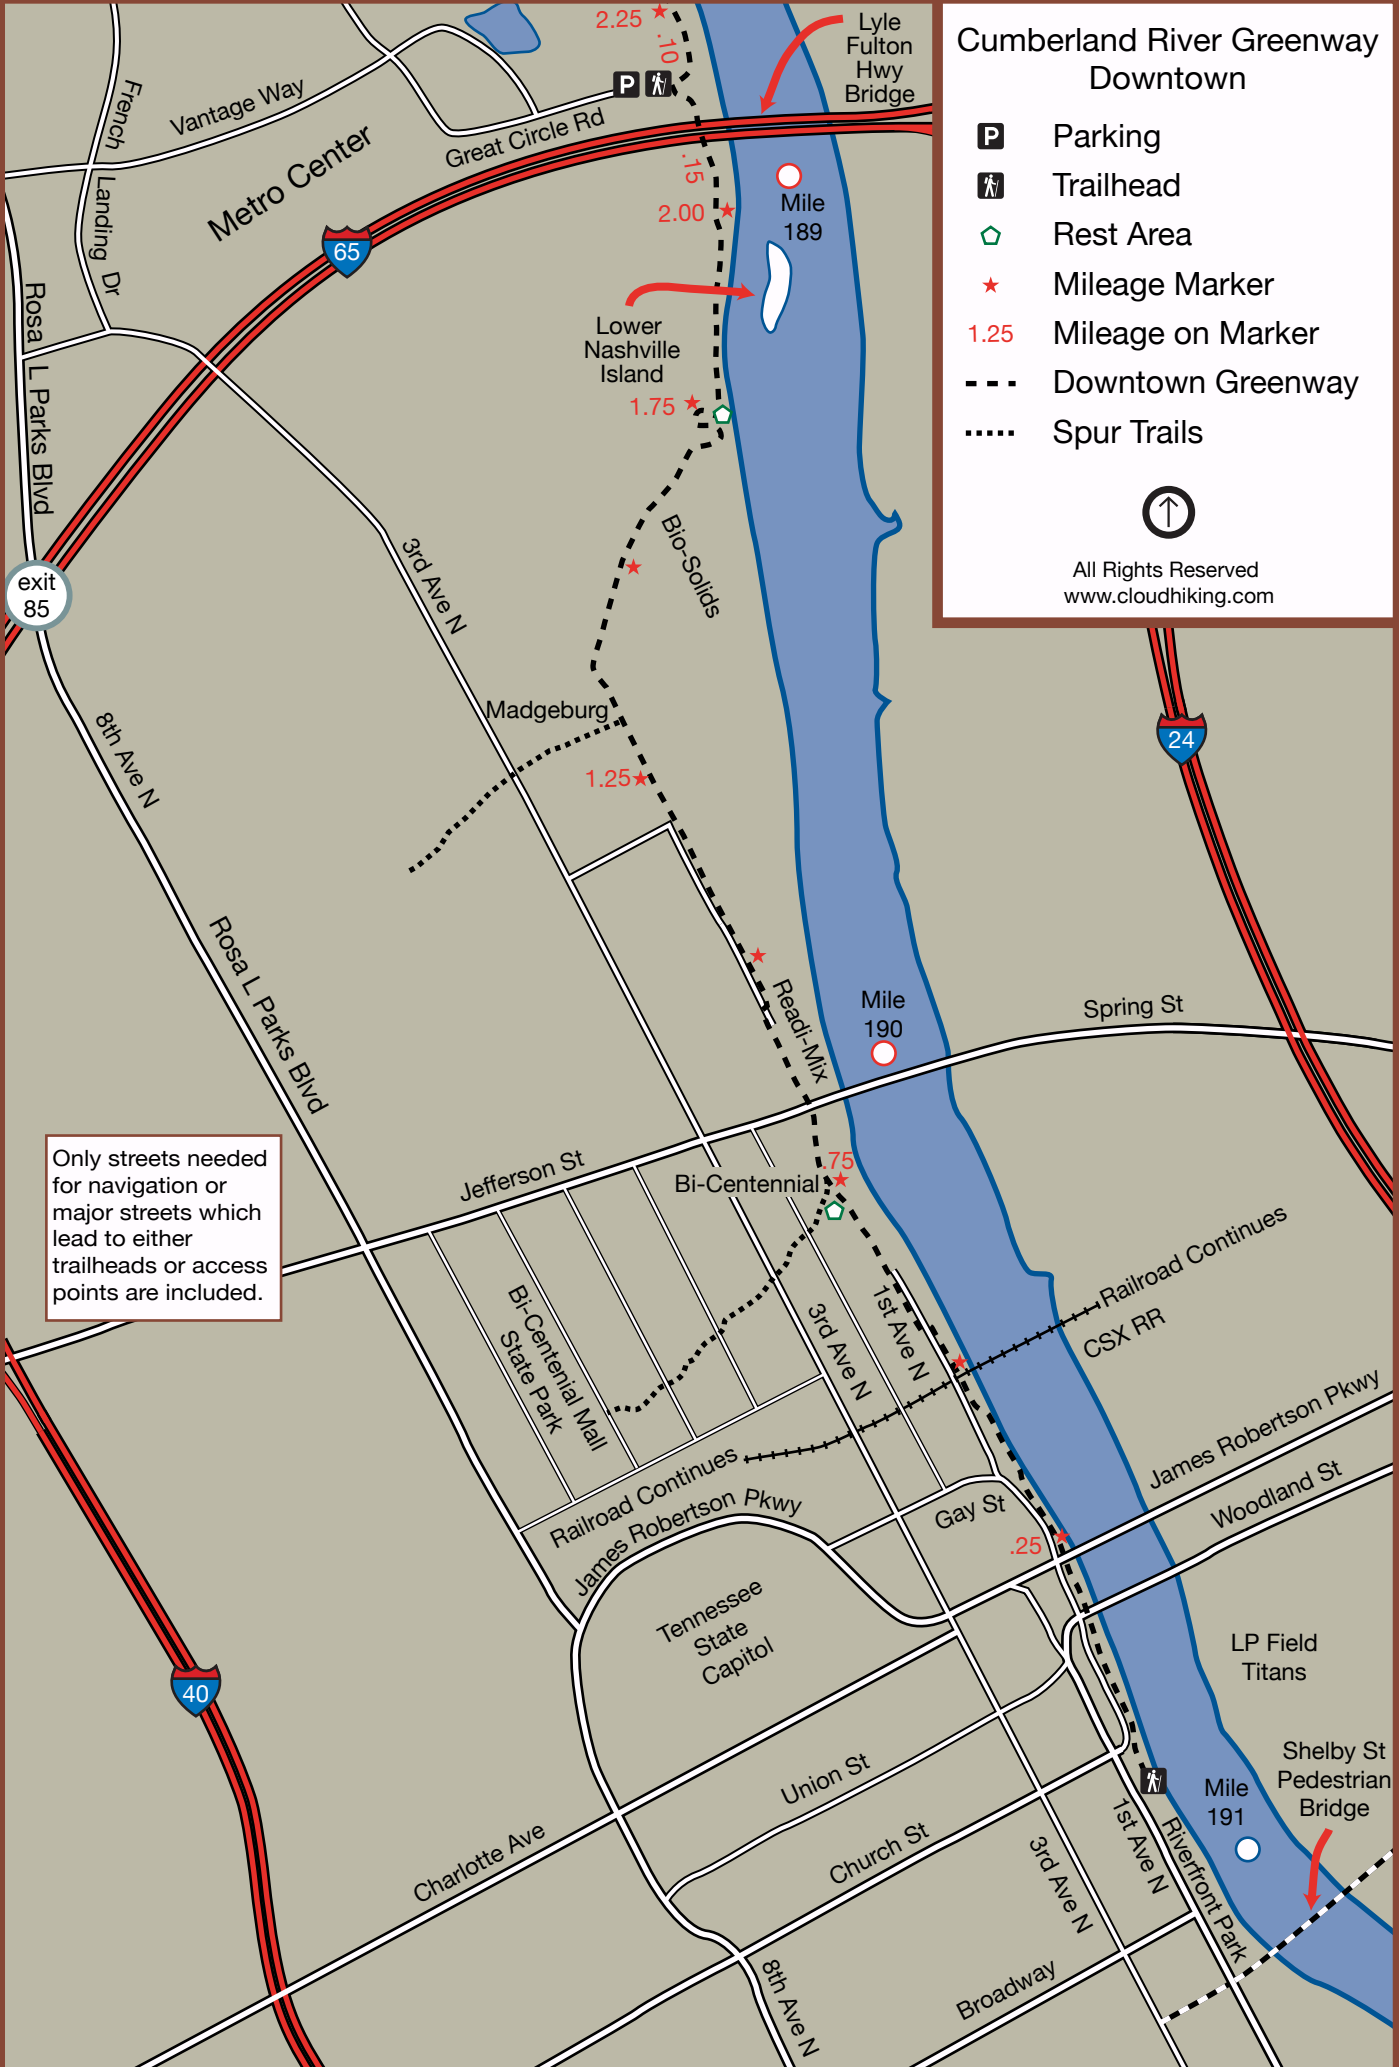 Cumberland River Greenway
Downtown
P
Parking
Trailhead
Rest Area
Mileage Marker
1.25
Mileage on Marker
Downtown Greenway
Spur Trails
All Rights Reserved
www.cloudhiking.com
2.25
.10
Lyle
Fulton
Hwy
Bridge
P
French
Landing Dr
Vantage Way
Great Circle Rd
Metro Center
65
.15
2.00
Mile
189
Lower
Nashville
Island
1.75
Rosa L Parks Blvd
exit
85
3rd Ave N
Bio-Solids
Madgeburg
1.25
24
8th Ave N
Rosa L Parks Blvd
Readi-Mix
Mile
190
Spring St
Only streets needed
for navigation or
major streets which
lead to either
trailheads or access
points are included.
Jefferson St
.75
Bi-Centennial
Bi-Centenial Mall
State Park
3rd Ave N
1st Ave N
Railroad Continues
CSX RR
Railroad Continues
James Robertson Pkwy
James Robertson Pkwy
Woodland St
Gay St
.25
Tennessee
State
Capitol
40
LP Field
Titans
Shelby St
Pedestrian
Bridge
Mile
191
Union St
Charlotte Ave
Church St
1st Ave N
Riverfront Park
3rd Ave N
8th Ave N
Broadway